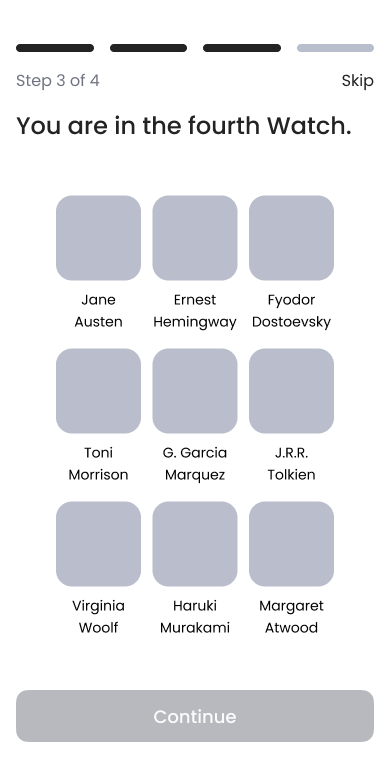 Step 3 of 4
Skip
You are in the fourth Watch.
Jane
Austen
Ernest
Hemingway
Fyodor
Dostoevsky
Toni
Morrison
G. Garcia
Marquez
J.R.R.
Tolkien
Virginia
Woolf
Haruki
Murakami
Margaret
Atwood
Continue